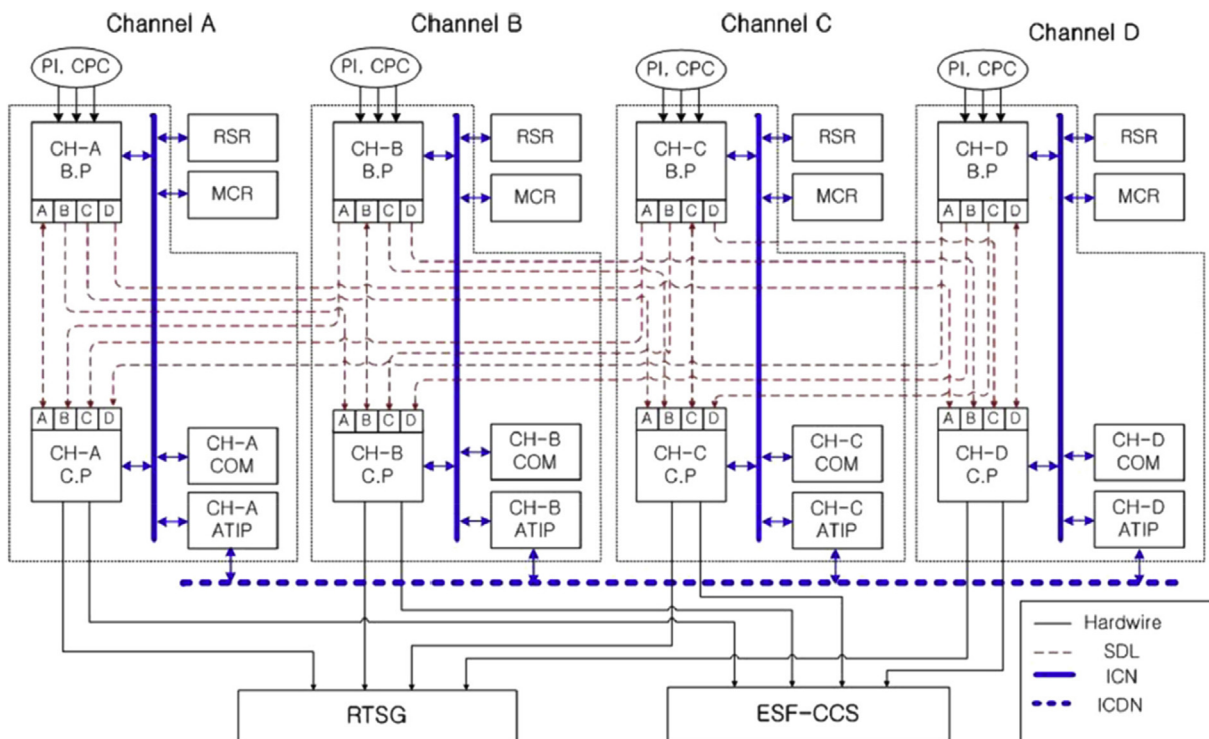 Channel A
Channel B
Channel C
Channel D
PI, CPC
PI, CPC
PI, CPC
PI, CPC
CH-A
B.P
RSR
MCR
A B C D
CH-B
B.P
RSR
MCR
A B C D
CH-C
B.P
RSR
MCR
A B C D
CH-D
B.P
RSR
MCR
A B C D
A B C D
CH-A
C.P
CH-A
COM
CH-A
ATIP
A B C D
CH-B
C.P
CH-B
COM
CH-B
ATIP
A B C D
CH-C
C.P
CH-C
COM
CH-C
ATIP
A B C D
CH-D
C.P
CH-D
COM
CH-D
ATIP
RTSG
ESF-CCS
Hardwire
SDL
ICN
ICDN